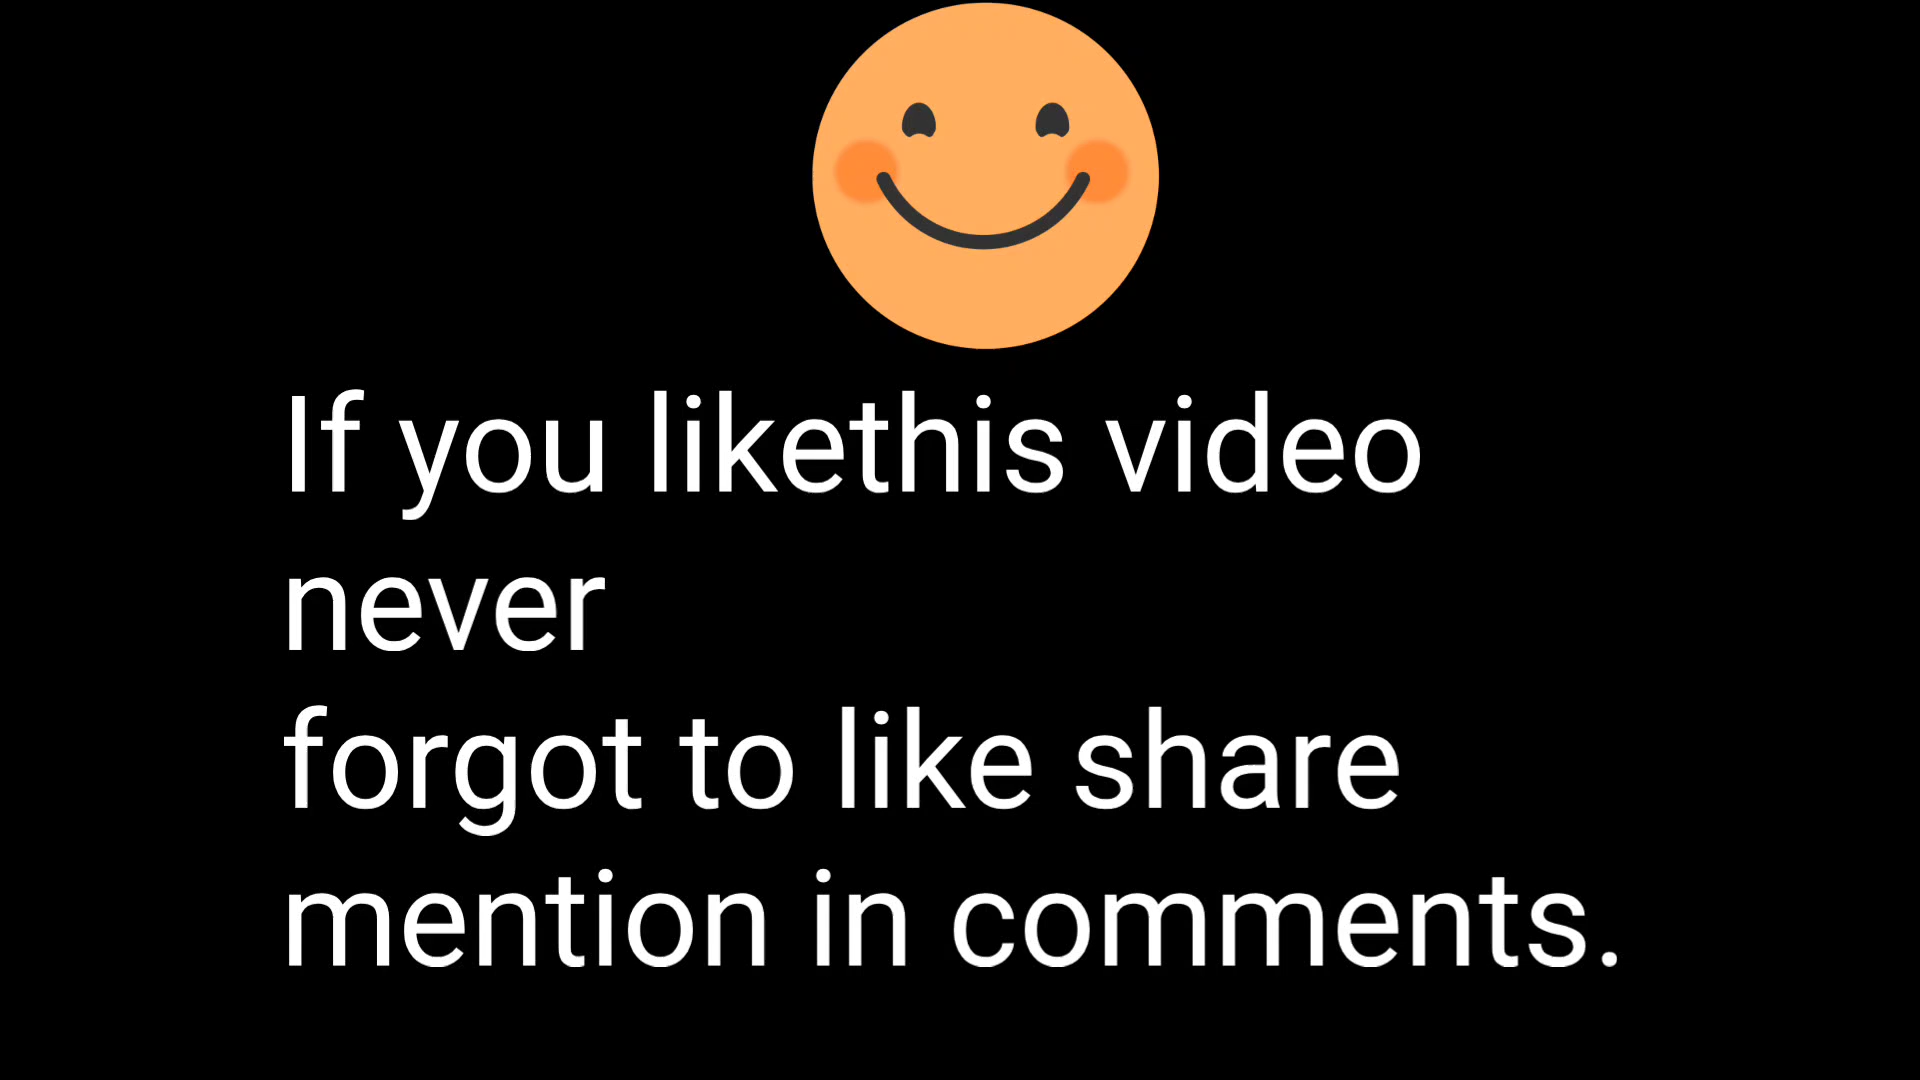 If you likethis video
never
forgot to like share
mention in comments.